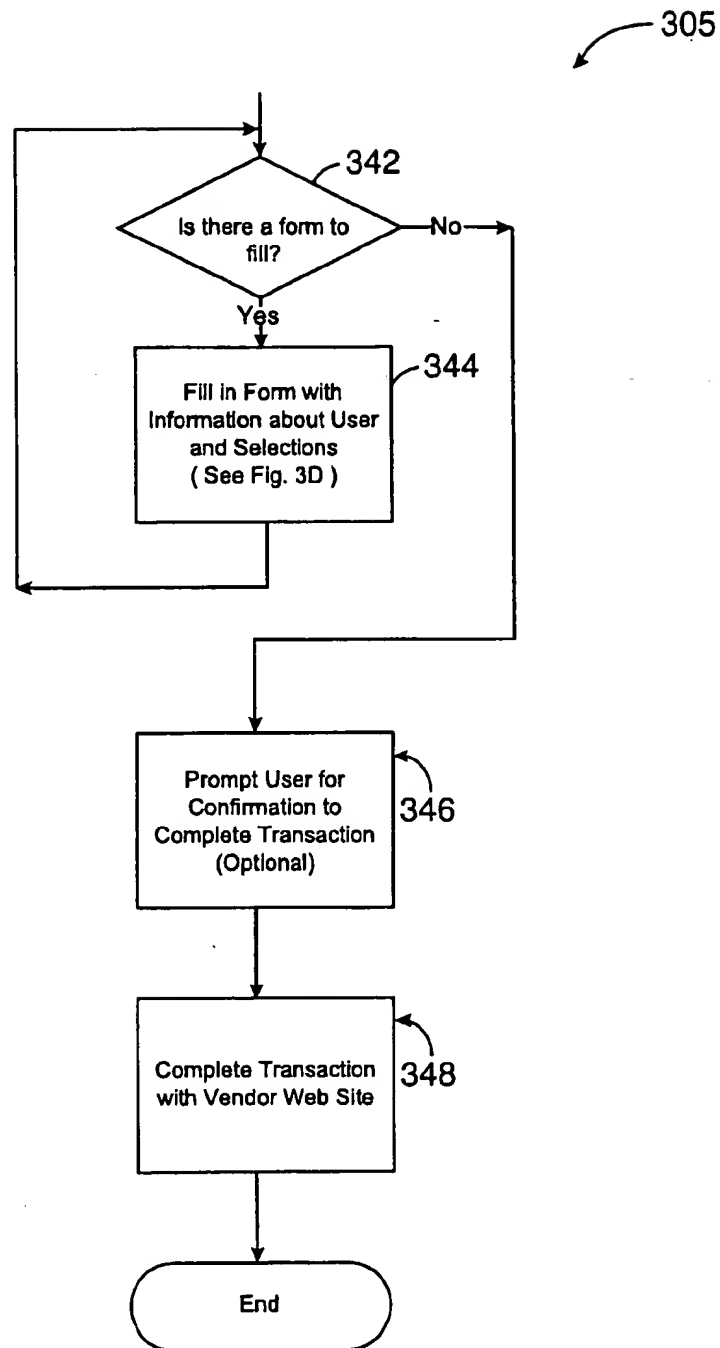 305
342
Is there a form to
fill?
No
Yes
344
Fill in Form with
Information about User
and Selections
( See Fig. 3D )
Prompt User for
Confirmation to
Complete Transaction
(Optional)
346
Complete Transaction
with Vendor Web Site
348
End